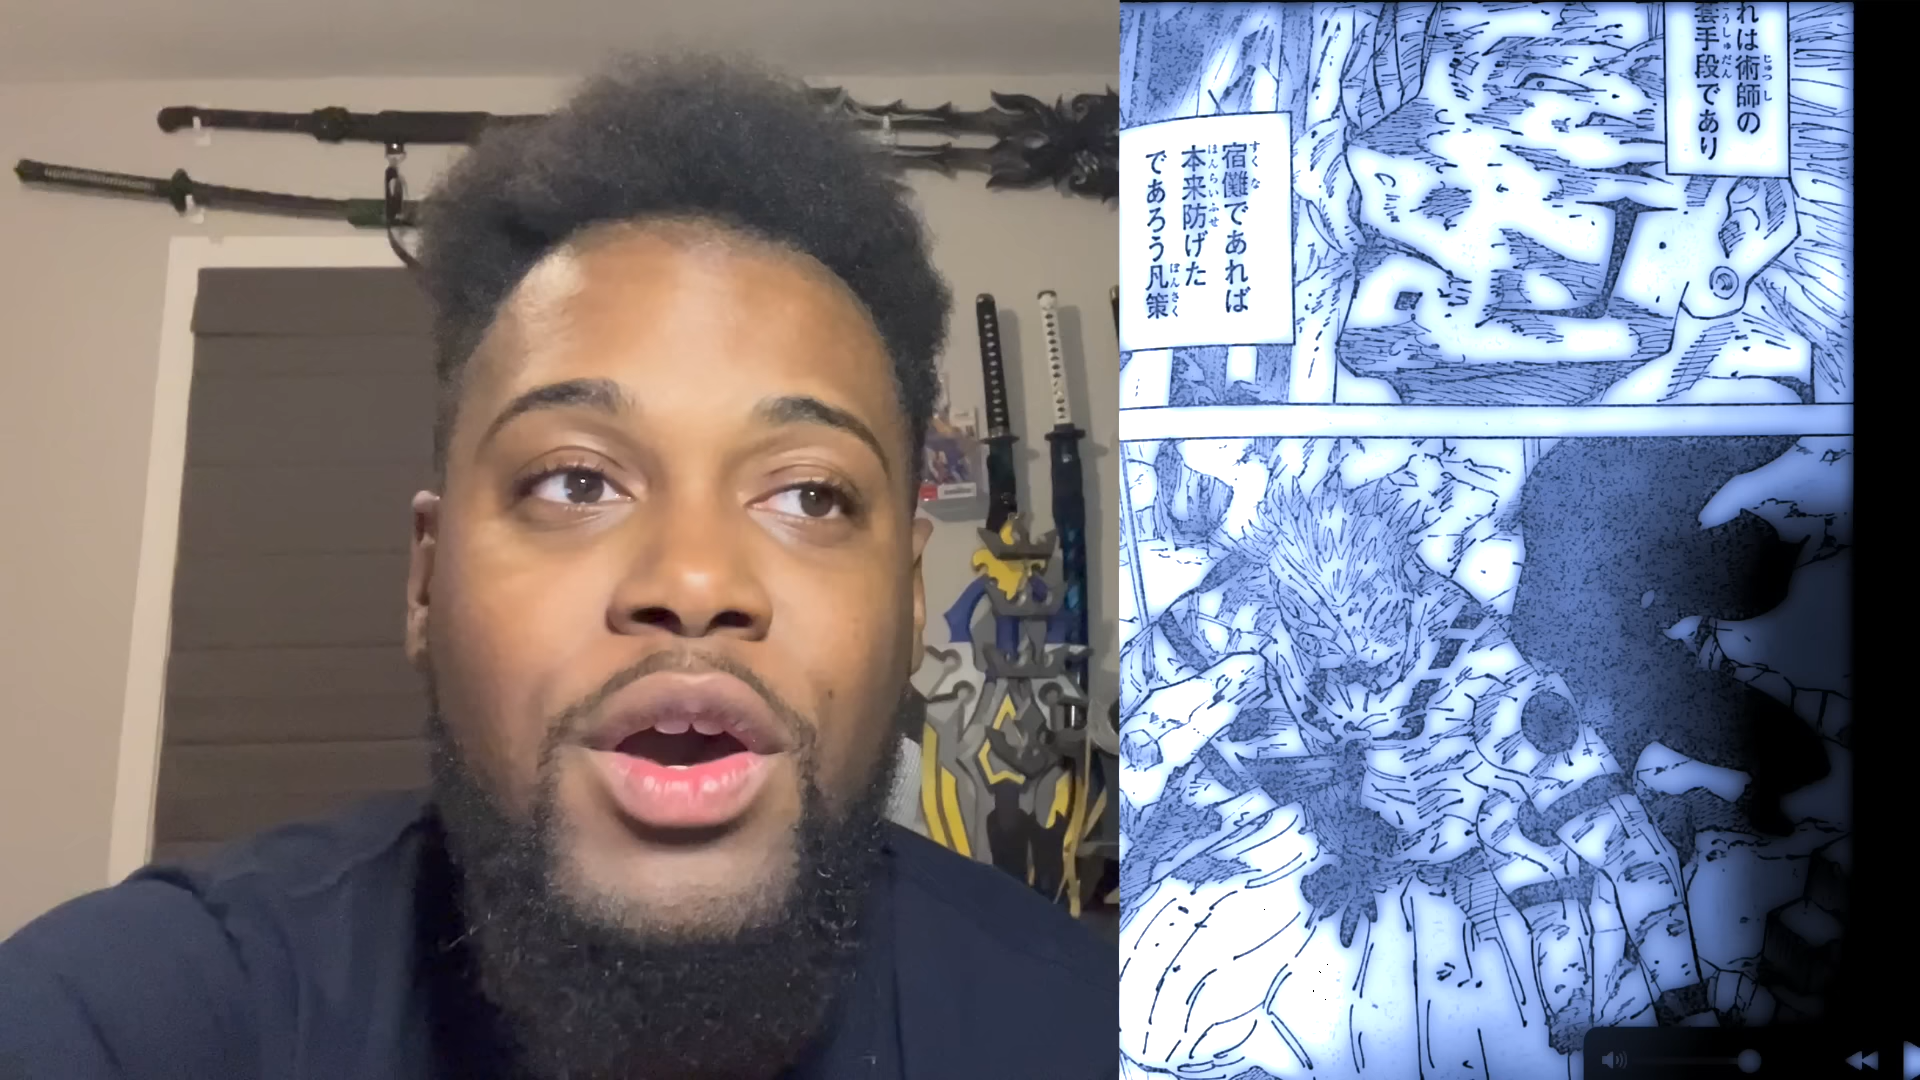 れは術師の
套手段であり
宿儺であれば
本来防げた
であろう凡策